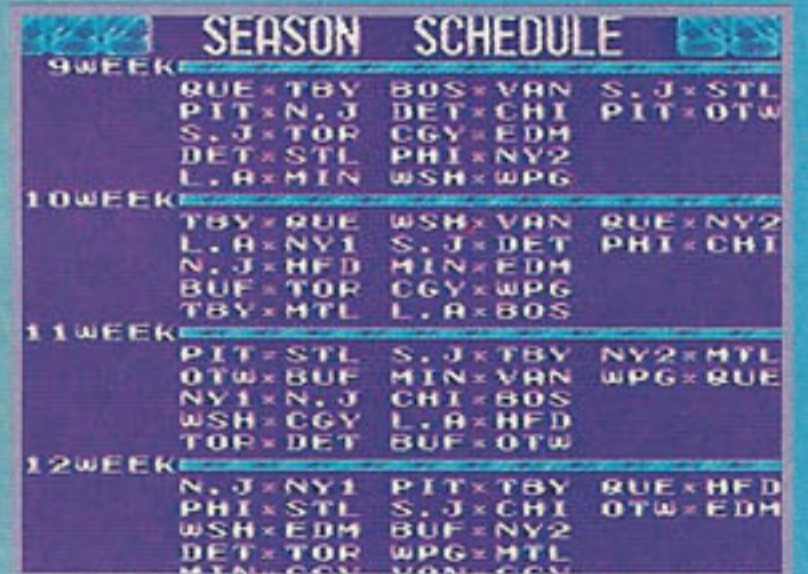 SEASON SCHEDULE
9WEEK
QUE×TBY BOS×VAN S.J×STL
PIT×N.J DET×CHI PIT×OTW
S.J×TOR CGY×EDM
DET×STL PHI×NY2
L.A×MIN WSH×WPG
10WEEK
TBY×QUE WSH×VAN QUE×NY2
L.A×NY1 S.J×DET PHI×CHI
N.J×HFD MIN×EDM
BUF×TOR CGY×WPG
TBY×MTL L.A×BOS
11WEEK
PIT×STL S.J×TBY NY2×MTL
OTW×BUF MIN×VAN WPG×QUE
NY1×N.J CHI×BOS
WSH×CGY L.A×HFD
TOR×DET BUF×OTW
12WEEK
N.J×NY1 PIT×TBY QUE×HFD
PHI×STL S.J×CHI OTW×EDM
WSH×EDM BUF×NY2
DET×TOR WPG×MTL